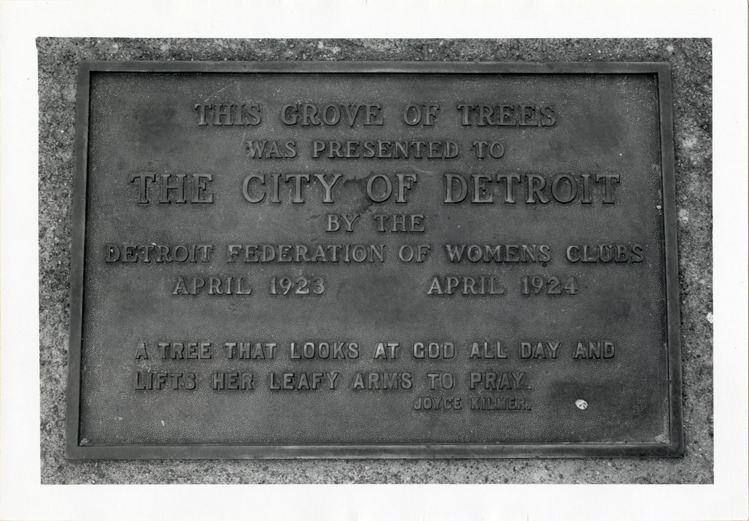 THIS GROVE OF TREES
WAS PRESENTED TO
THE CITY OF DETROIT
BY THE
DETROIT FEDERATION OF WOMENS CLUBS
APRIL 1923 APRIL 1924
A TREE THAT LOOKS AT GOD ALL DAY AND
LIFTS HER LEAFY ARMS TO PRAY.
JOYCE KILMER.